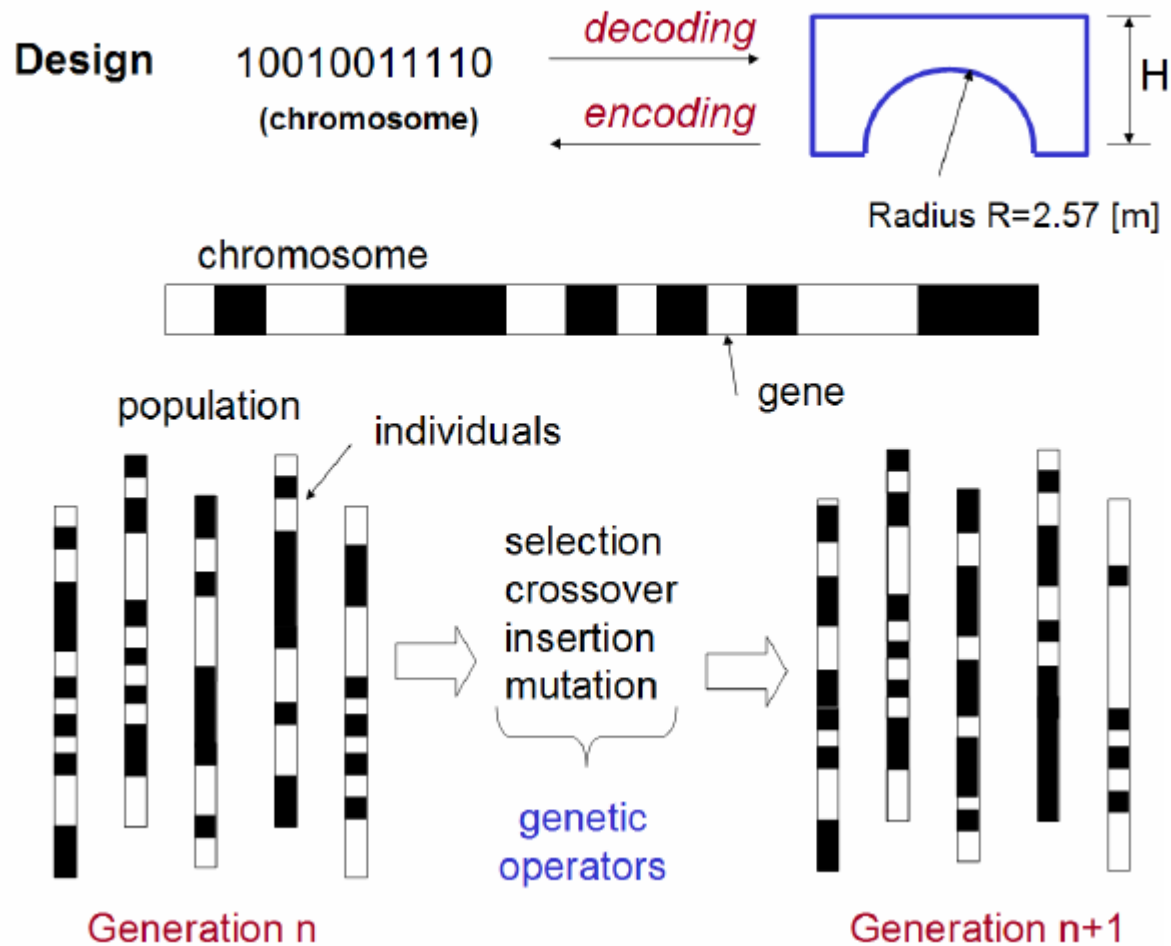 Design
10010011110
(chromosome)
decoding
encoding
H
Radius R=2.57 [m]
chromosome
gene
population
individuals
selection
crossover
insertion
mutation
genetic
operators
Generation n
Generation n+1